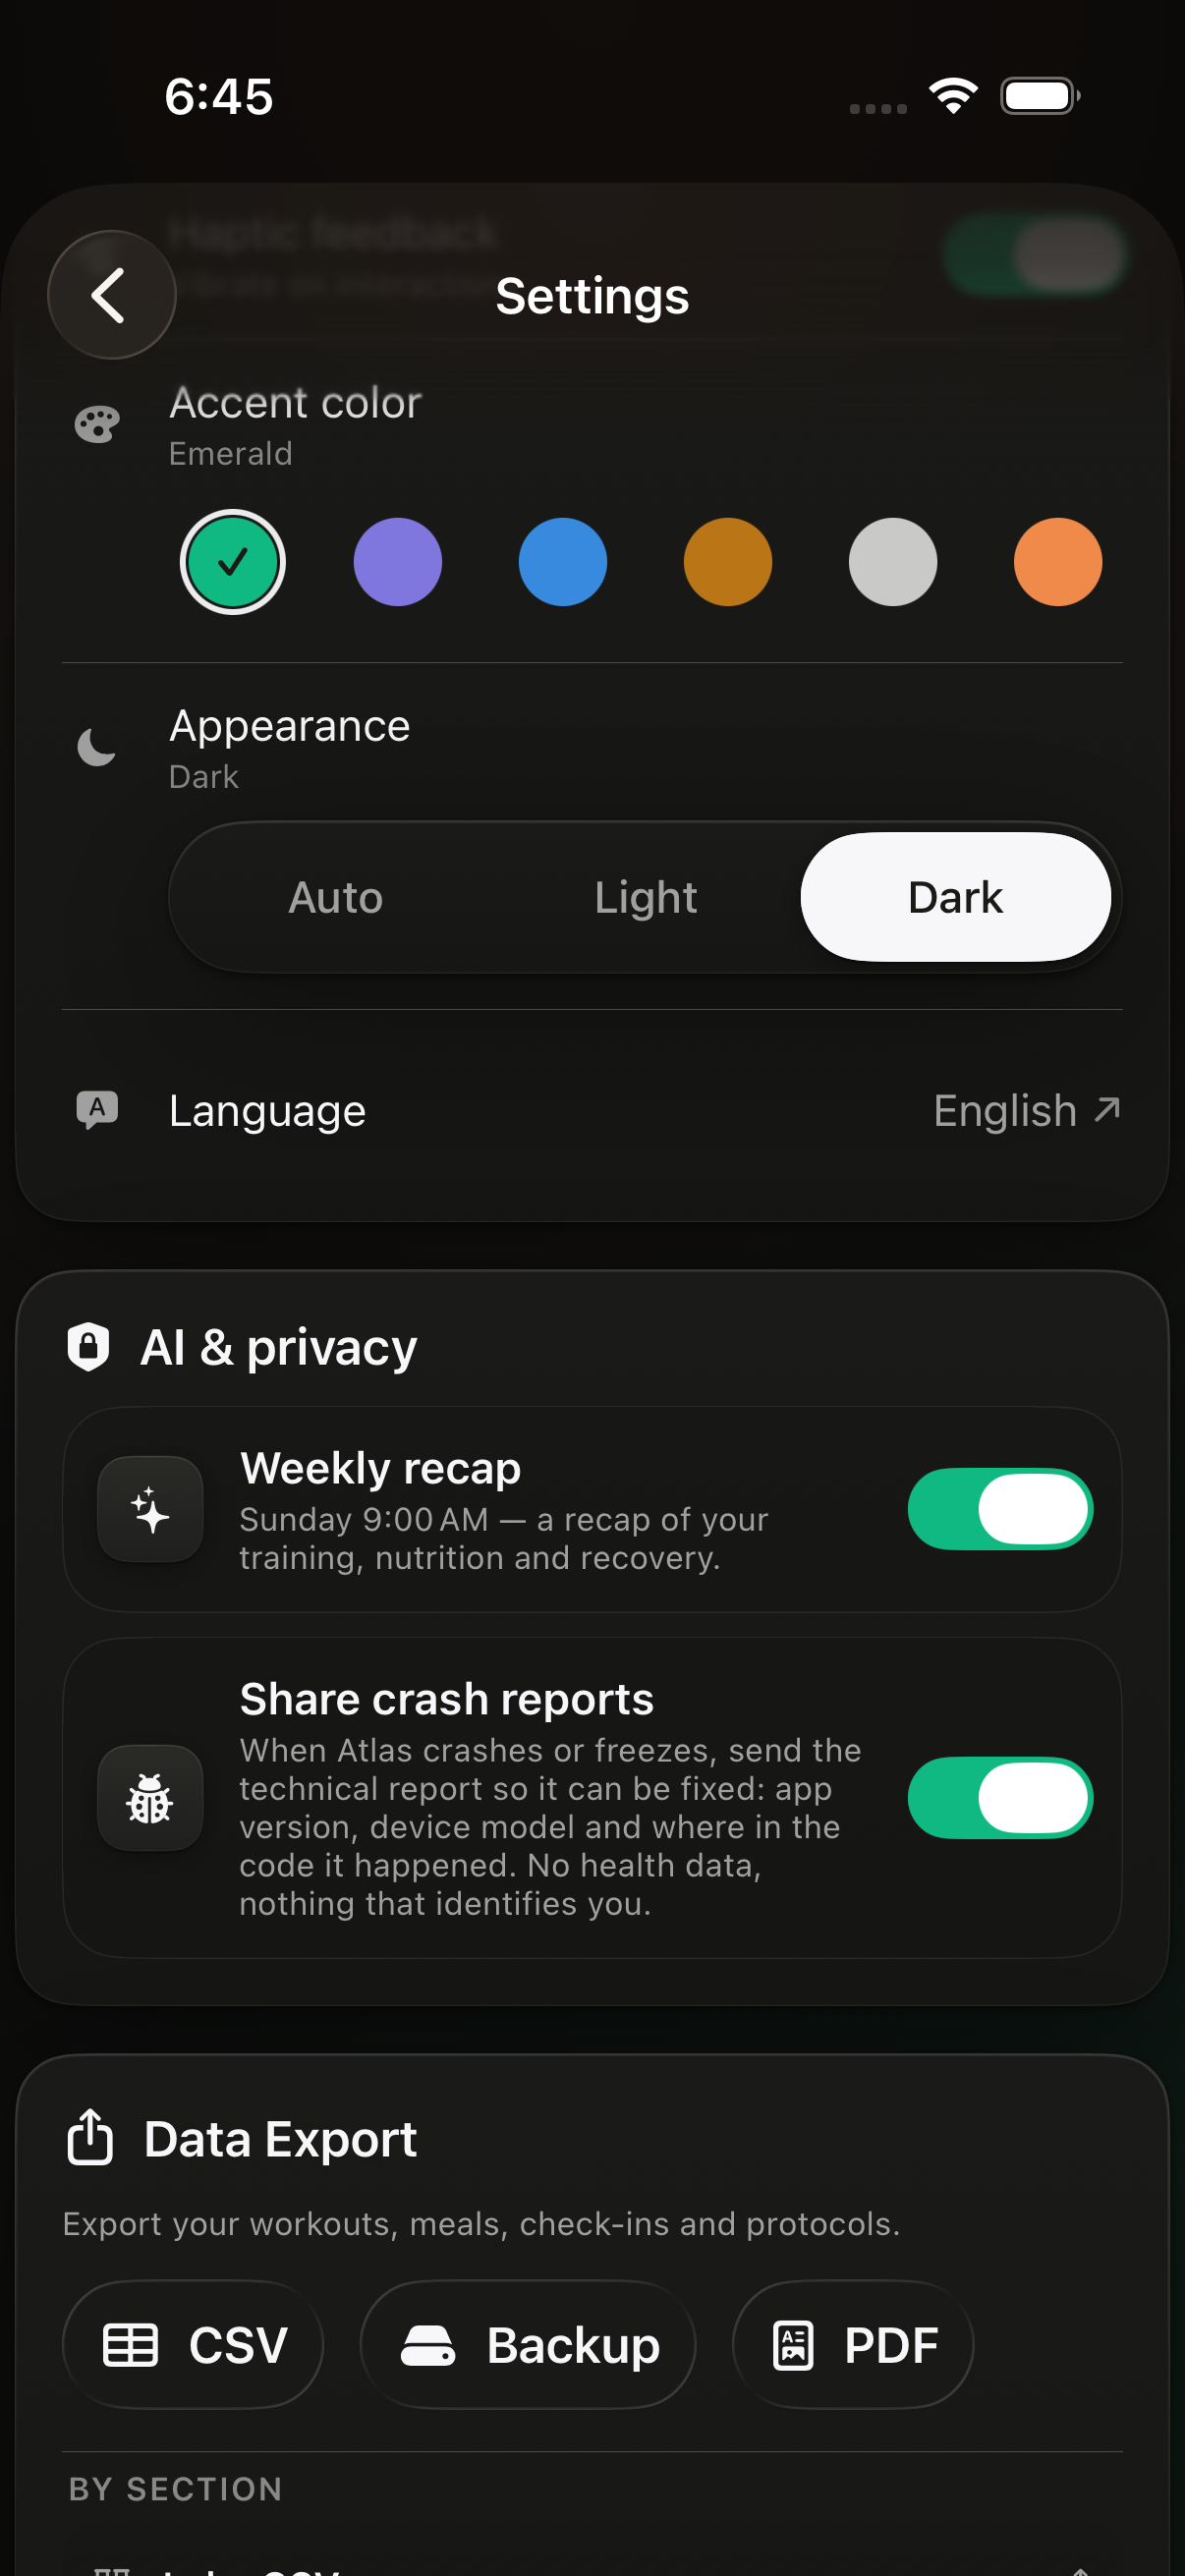 6:45
Haptic feedback
Settings
Accent color
Emerald
Appearance
Dark
Auto
Light
Dark
Language
English
AI & privacy
Weekly recap
Sunday 9:00 AM — a recap of your
training, nutrition and recovery.
Share crash reports
When Atlas crashes or freezes, send the
technical report so it can be fixed: app
version, device model and where in the
code it happened. No health data,
nothing that identifies you.
Data Export
Export your workouts, meals, check-ins and protocols.
CSV
Backup
PDF
BY SECTION